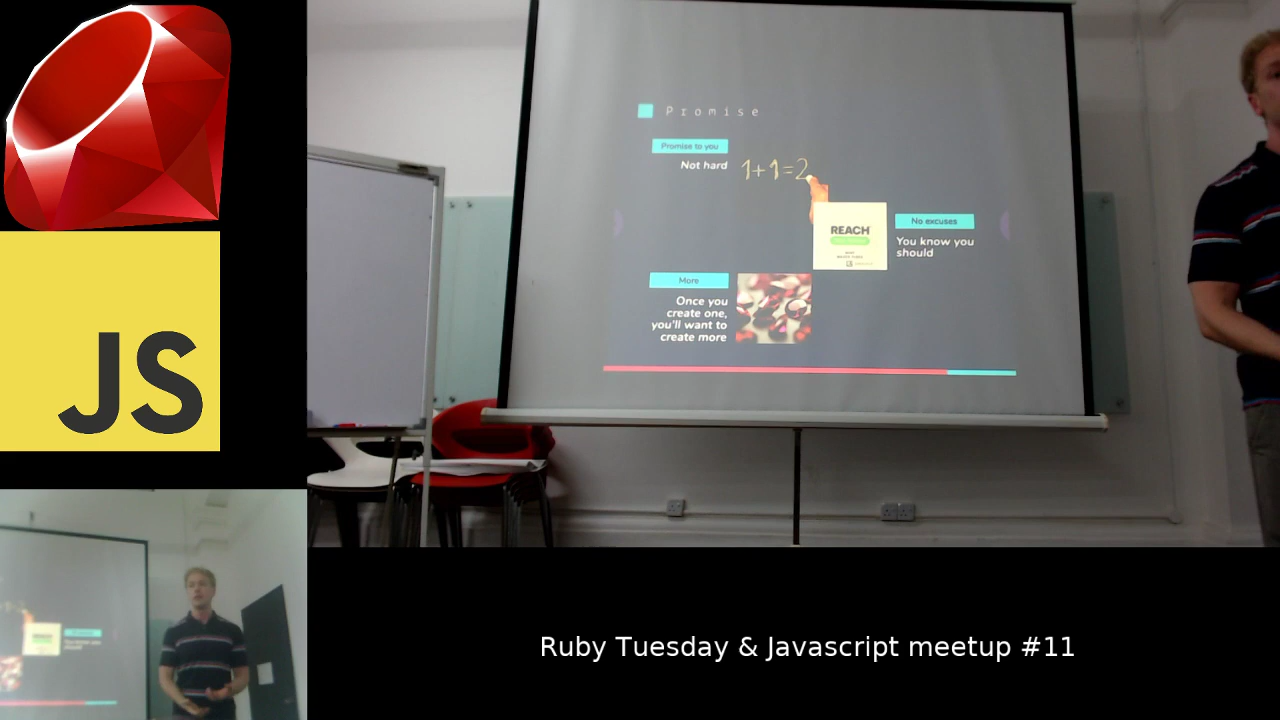 JS
Promise
Promise to you
Not hard
1+1=2
REACH
No excuses
You know you
should
More
Once you
create one,
you'll want to
create more
Ruby Tuesday & Javascript meetup #11